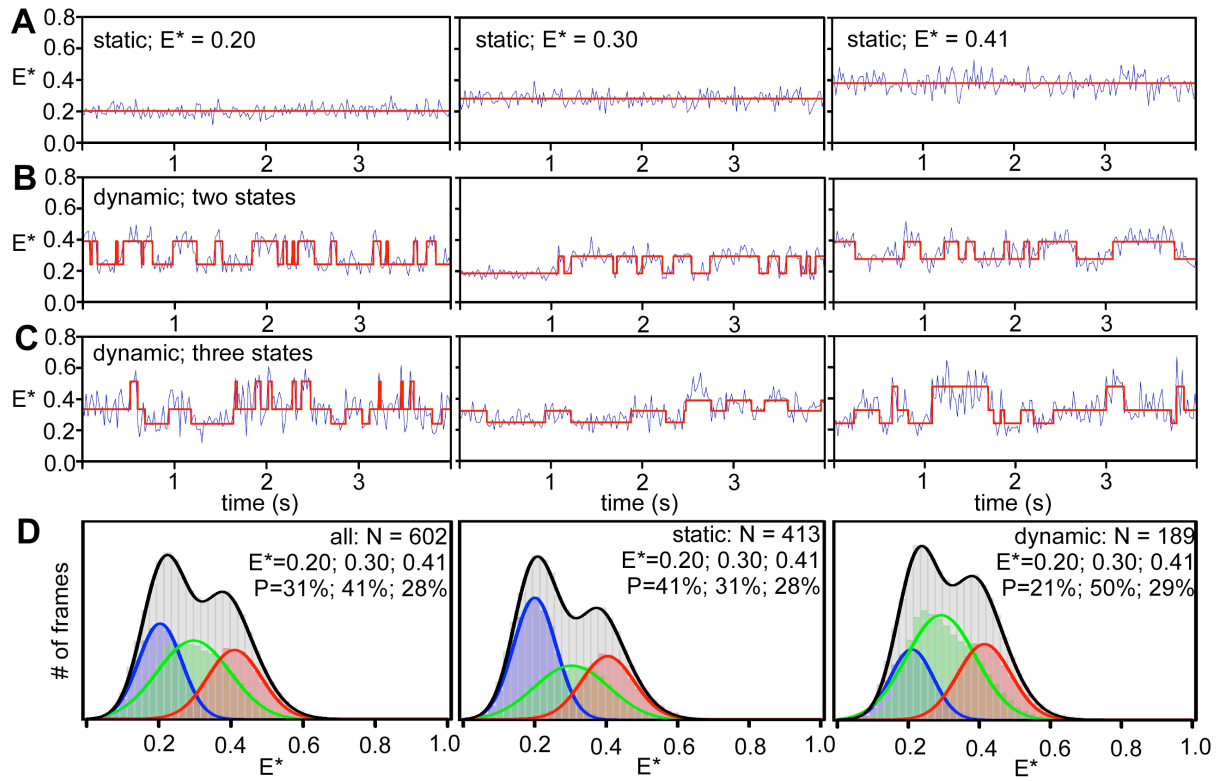 A
0.8
0.6
E* 0.4
0.2
0.0
static; E* = 0.20
static; E* = 0.30
static; E* = 0.41
1 2 3 1 2 3 1 2 3
B
0.8
0.6
E* 0.4
0.2
0.0
dynamic; two states
1 2 3 1 2 3 1 2 3
C
0.8
0.6
E* 0.4
0.2
0.0
dynamic; three states
1 2 3 1 2 3 1 2 3
time (s) time (s) time (s)
D
# of frames
all: N = 602
E*=0.20; 0.30; 0.41
P=31%; 41%; 28%
static: N = 413
E*=0.20; 0.30; 0.41
P=41%; 31%; 28%
dynamic: N = 189
E*=0.20; 0.30; 0.41
P=21%; 50%; 29%
0.2 0.4 0.6 0.8 1.0 0.2 0.4 0.6 0.8 1.0 0.2 0.4 0.6 0.8 1.0
E* E* E*